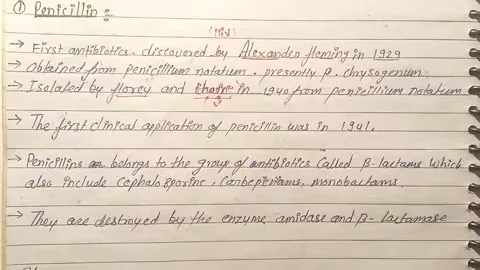 ① Penicillin :-
→ First antibiotics. discovered by Alexander fleming in 1929
→ Obtained from penicillium notatum. presently P. chrysogenum
→ Isolated by florey and chain in 1940 from penicillium notatum
→ The first clinical application of penicillin was in 1941.
→ Penicillins belongs to the group of antibiotics called β-lactams which
also include cephalosporins, Carbepenams, monobactams.
→ They are destroyed by the enzyme amidase and β-lactamase